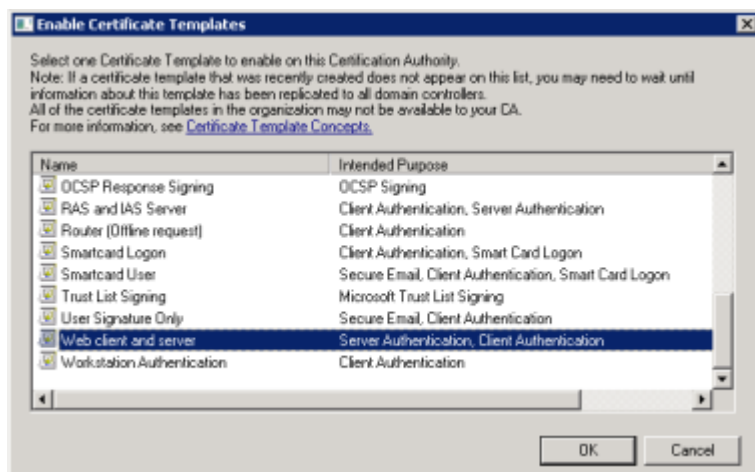 Enable Certificate Templates
Select one Certificate Template to enable on this Certification Authority.
Note: If a certificate template that was recently created does not appear on this list, you may need to wait until
information about this template has been replicated to all domain controllers.
All of the certificate templates in the organization may not be available to your CA.
For more information, see Certificate Template Concepts.
Name Intended Purpose
OCSP Response Signing OCSP Signing
RAS and IAS Server Client Authentication, Server Authentication
Router (Offline request) Client Authentication
Smartcard Logon Client Authentication, Smart Card Logon
Smartcard User Secure Email, Client Authentication, Smart Card Logon
Trust List Signing Microsoft Trust List Signing
User Signature Only Secure Email, Client Authentication
Web client and server Server Authentication, Client Authentication
Workstation Authentication Client Authentication
OK Cancel